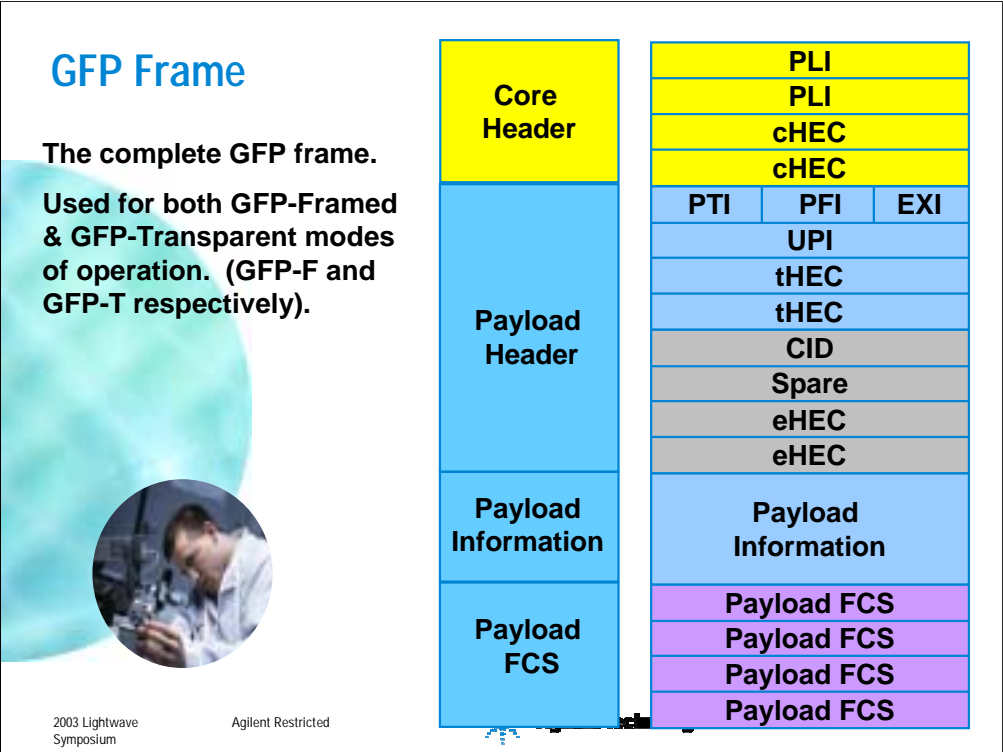 GFP Frame
The complete GFP frame.
Used for both GFP-Framed
& GFP-Transparent modes
of operation. (GFP-F and
GFP-T respectively).
Core
Header
Payload
Header
Payload
Information
Payload
FCS
PLI
PLI
cHEC
cHEC
PTI PFI EXI
UPI
tHEC
tHEC
CID
Spare
eHEC
eHEC
Payload
Information
Payload FCS
Payload FCS
Payload FCS
Payload FCS
2003 Lightwave
Symposium
Agilent Restricted